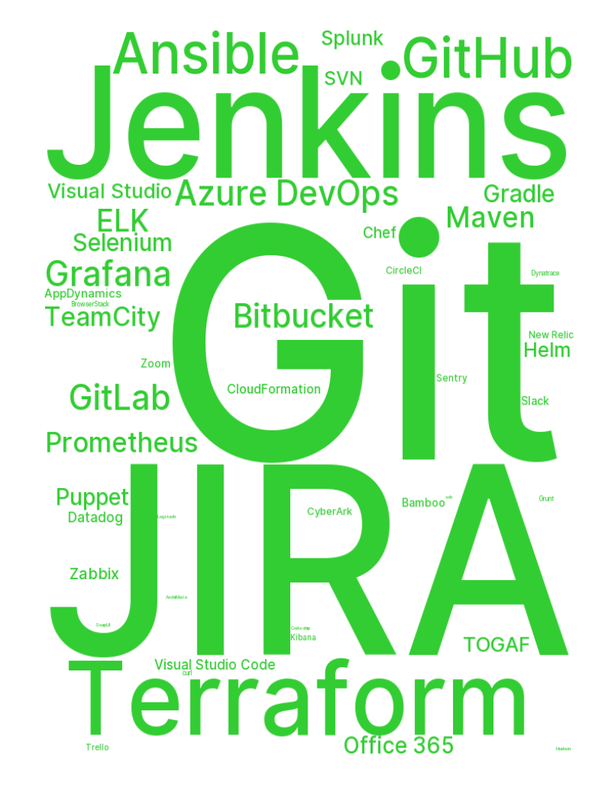 Ansible
Splunk
GitHub
SVN
Jenkins
Visual Studio
Azure DevOps
Gradle
ELK
Maven
Chef
Selenium
Git
Grafana
CircleCI
Dynatrace
AppDynamics
BrowserStack
TeamCity
Bitbucket
New Relic
Helm
Zoom
Sentry
CloudFormation
GitLab
Slack
Prometheus
JIRA
Puppet
Bamboo
Grunt
CyberArk
Datadog
Zabbix
SoapUI
Kibana
TOGAF
Visual Studio Code
curl
Terraform
Office 365
Trello